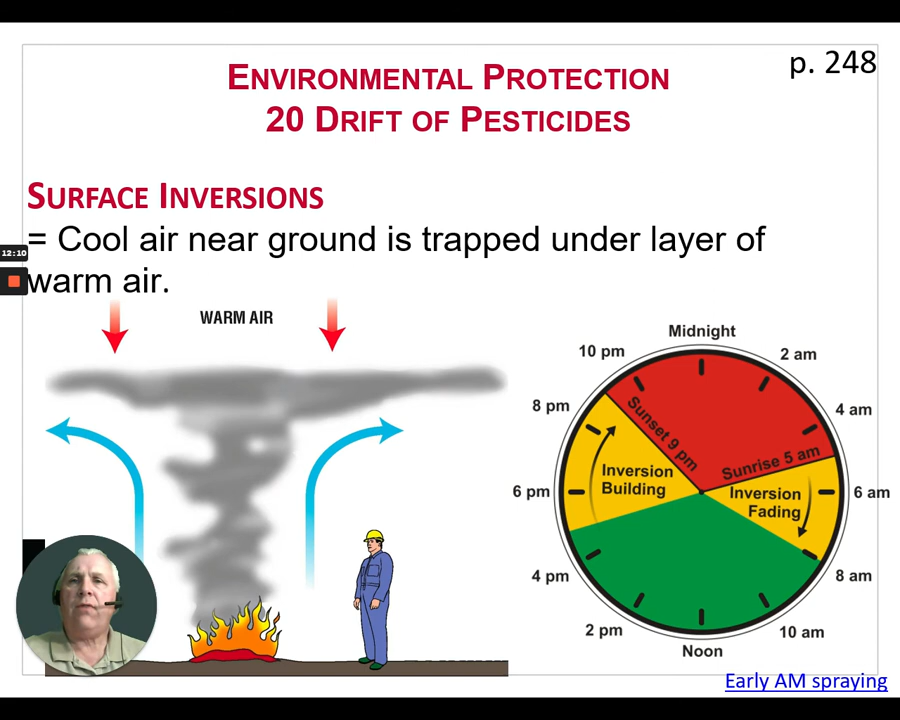 p. 248
ENVIRONMENTAL PROTECTION
20 DRIFT OF PESTICIDES
SURFACE INVERSIONS
= Cool air near ground is trapped under layer of
12:10
warm air.
WARM AIR
Midnight
10 pm
2 am
8 pm
4 am
Sunset 9 pm
Sunrise 5 am
Inversion
Building
6 pm
6 am
Inversion
Fading
4 pm
8 am
2 pm
10 am
Noon
Early AM spraying